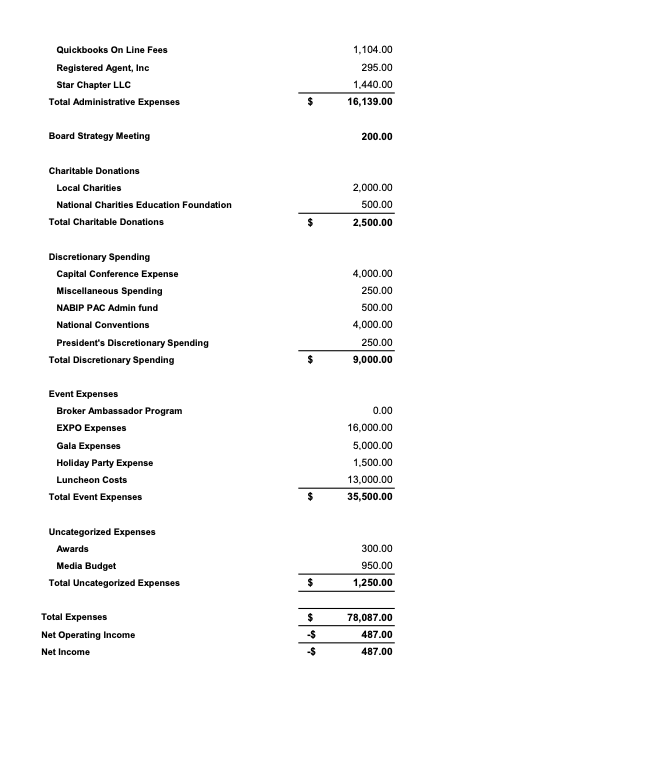 Quickbooks On Line Fees 1,104.00
Registered Agent, Inc 295.00
Star Chapter LLC 1,440.00
Total Administrative Expenses $ 16,139.00
Board Strategy Meeting 200.00
Charitable Donations
Local Charities 2,000.00
National Charities Education Foundation 500.00
Total Charitable Donations $ 2,500.00
Discretionary Spending
Capital Conference Expense 4,000.00
Miscellaneous Spending 250.00
NABIP PAC Admin fund 500.00
National Conventions 4,000.00
President's Discretionary Spending 250.00
Total Discretionary Spending $ 9,000.00
Event Expenses
Broker Ambassador Program 0.00
EXPO Expenses 16,000.00
Gala Expenses 5,000.00
Holiday Party Expense 1,500.00
Luncheon Costs 13,000.00
Total Event Expenses $ 35,500.00
Uncategorized Expenses
Awards 300.00
Media Budget 950.00
Total Uncategorized Expenses $ 1,250.00
Total Expenses $ 78,087.00
Net Operating Income -$ 487.00
Net Income -$ 487.00